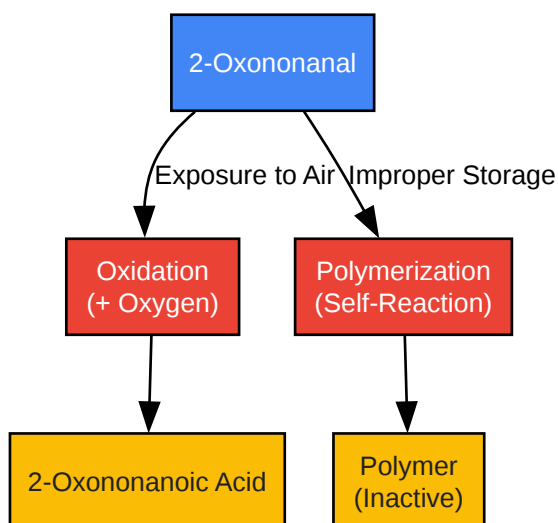 2-Oxononanal
Exposure to Air
Improper Storage
Oxidation
(+ Oxygen)
Polymerization
(Self-Reaction)
2-Oxononanoic Acid
Polymer
(Inactive)